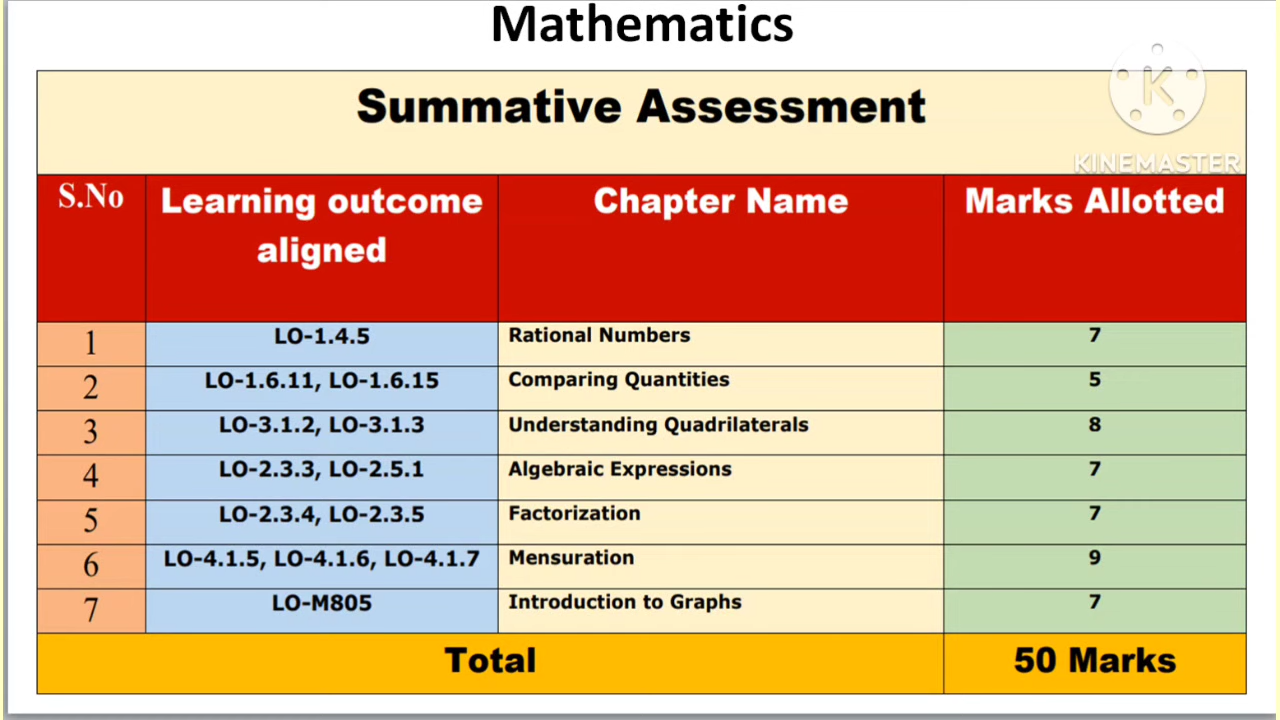 Mathematics
Summative Assessment
K
KINEMASTER
S.No Learning outcome aligned Chapter Name Marks Allotted
1 LO-1.4.5 Rational Numbers 7
2 LO-1.6.11, LO-1.6.15 Comparing Quantities 5
3 LO-3.1.2, LO-3.1.3 Understanding Quadrilaterals 8
4 LO-2.3.3, LO-2.5.1 Algebraic Expressions 7
5 LO-2.3.4, LO-2.3.5 Factorization 7
6 LO-4.1.5, LO-4.1.6, LO-4.1.7 Mensuration 9
7 LO-M805 Introduction to Graphs 7
Total 50 Marks